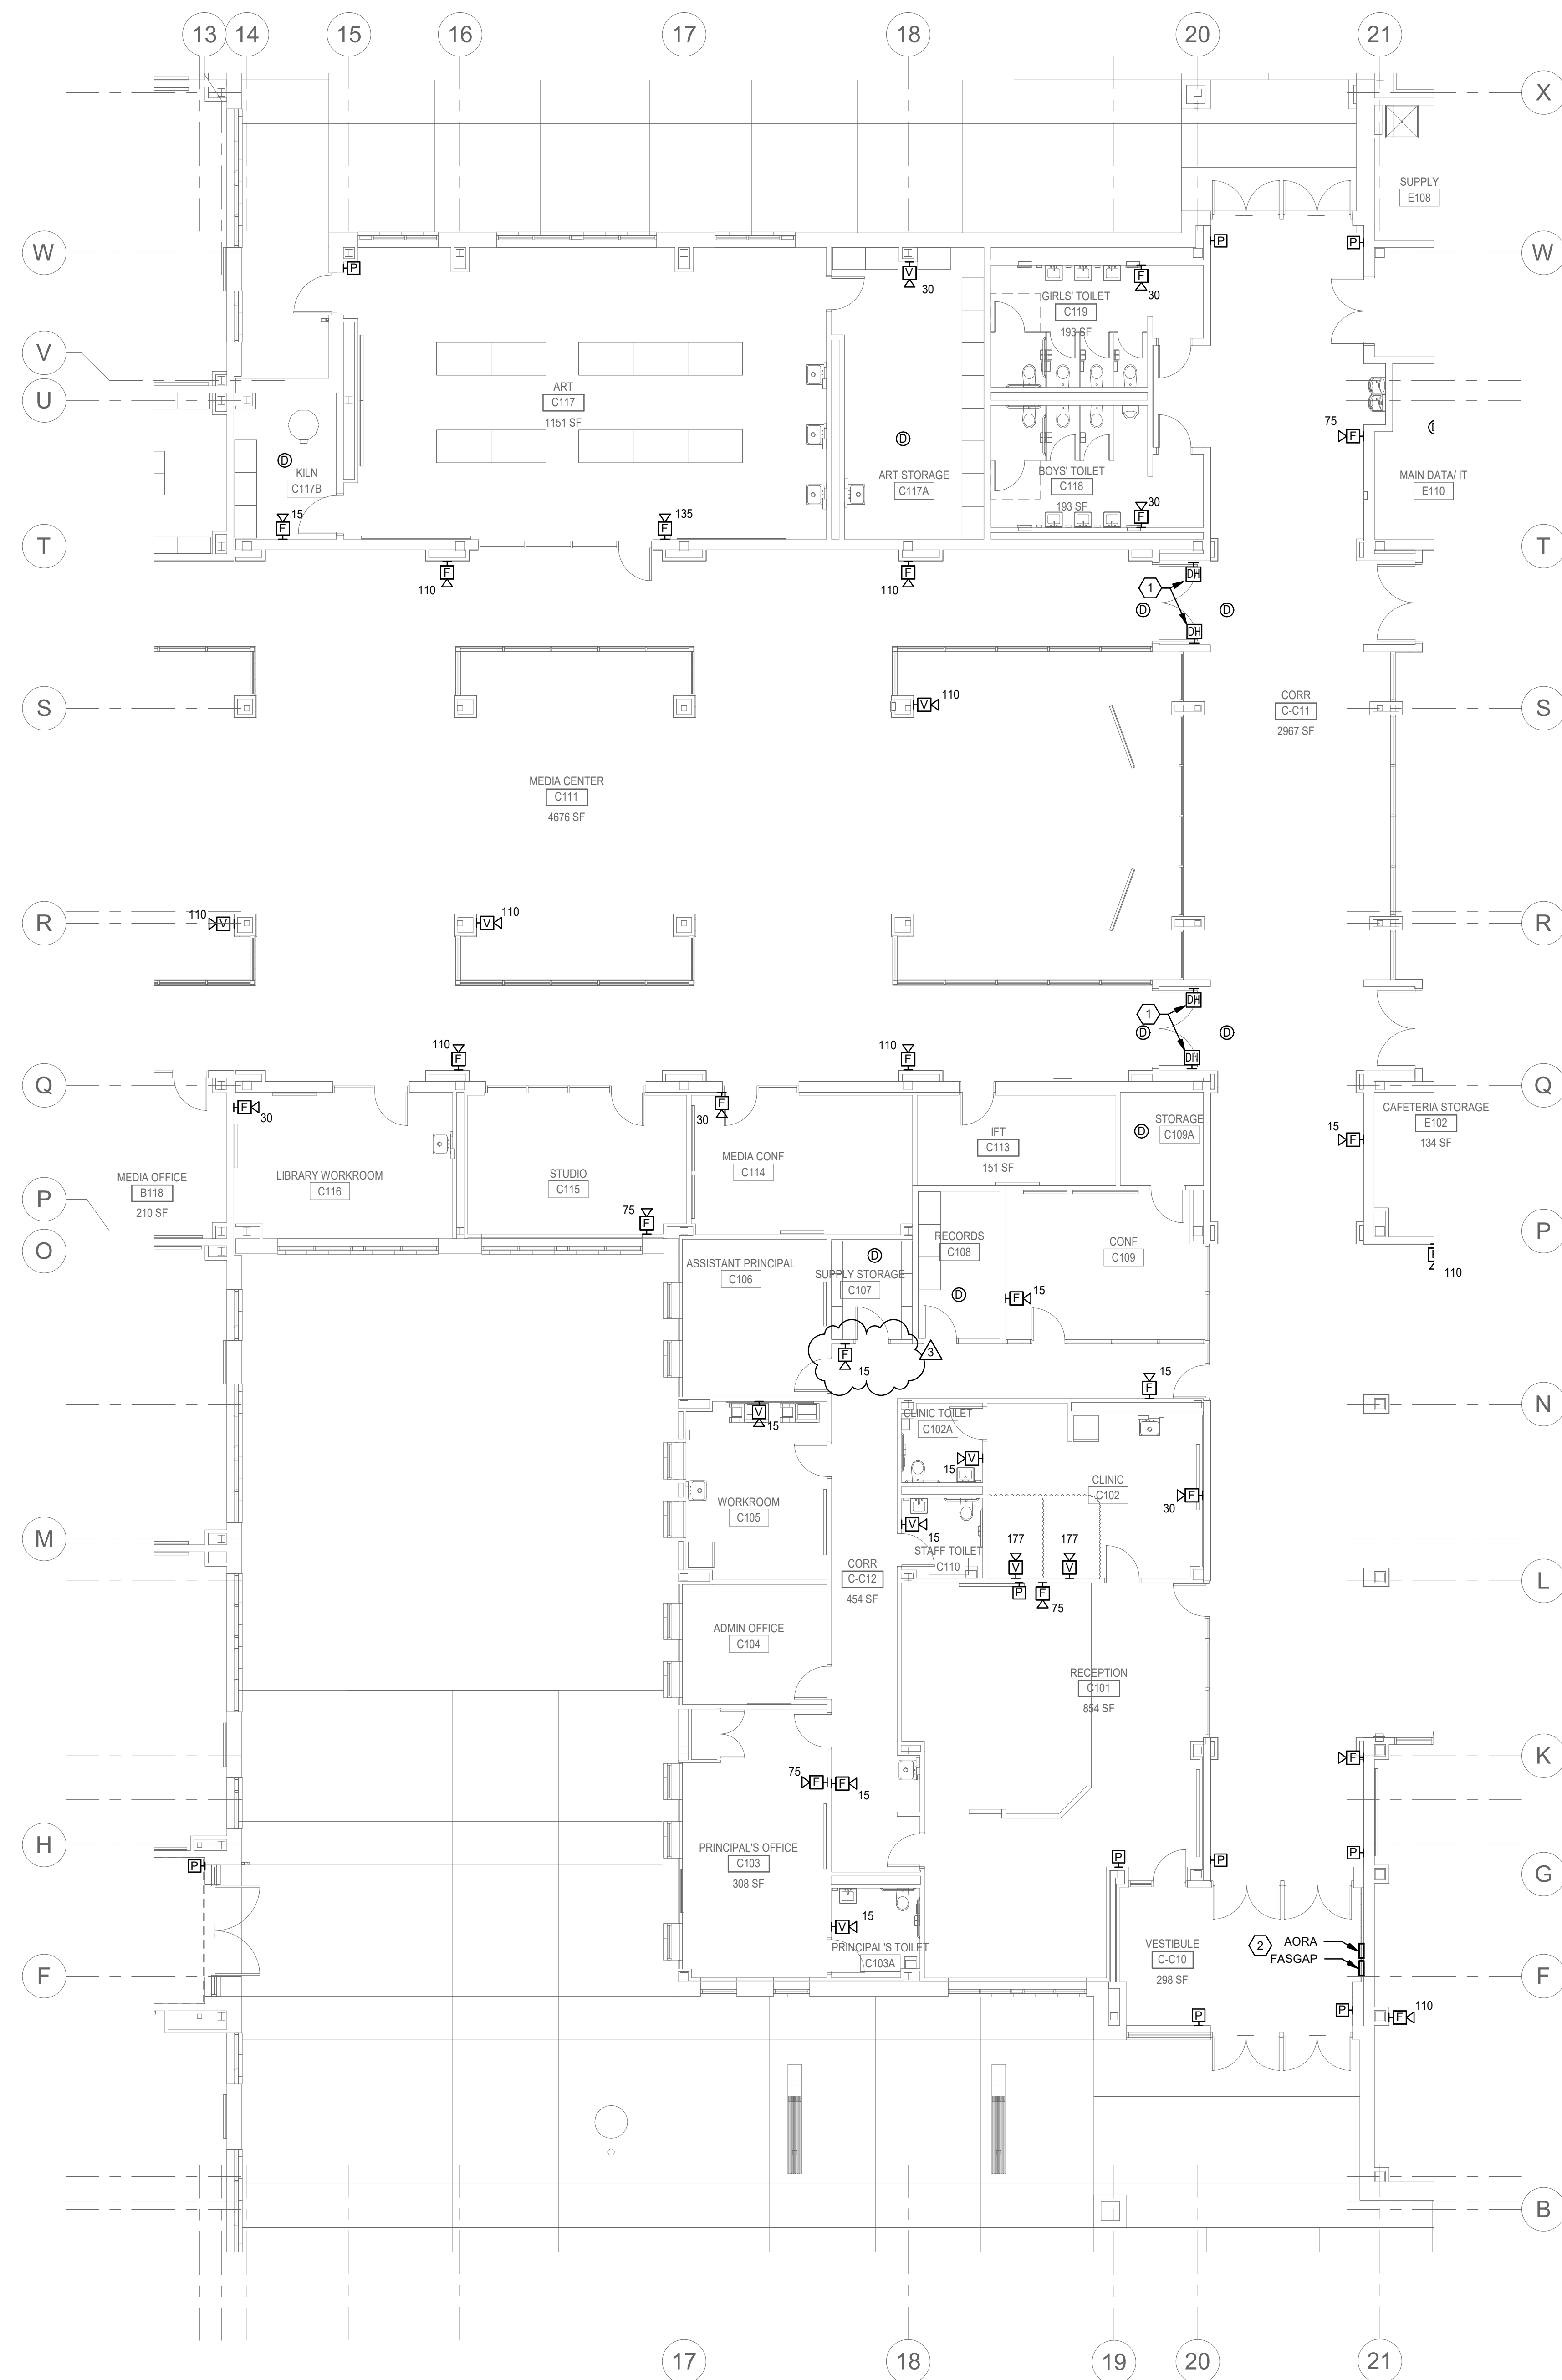 13 14 15 16 17 18 20 21
X
SUPPLY
E108
W
P P P W
V
30
F
30
GIRLS' TOILET
C119
193 SF
V
U
ART
C117
1151 SF
75 F
D
D
KILN
C117B
ART STORAGE
C117A
BOYS' TOILET
C118
193 SF
MAIN DATA/ IT
E110
15
F
135
F
30
F
T T
F
110
F
110
1
DH
D D
DH
S
V 110
CORR
C-C11
2967 SF
S
MEDIA CENTER
C111
4676 SF
R
110 V
V 110
R
DH
1
D D
DH
110
F
110
F
Q Q
F
30
F
30
STORAGE
C109A
D
CAFETERIA STORAGE
E102
134 SF
15
F
IFT
C113
151 SF
MEDIA CONF
C114
MEDIA OFFICE
B118
210 SF
LIBRARY WORKROOM
C116
STUDIO
C115
P
75
F
P
O
RECORDS
C108
CONF
C109
D
ASSISTANT PRINCIPAL
C106
SUPPLY STORAGE
C107
D
110
F 15
F
15
3
15
F
N
V
15
CLINIC TOILET
C102A
V
15
CLINIC
C102
F
30
WORKROOM
C105
M
V
15
STAFF TOILET
C110
177
V
177
V
CORR
C-C12
454 SF
L
P F
75
ADMIN OFFICE
C104
RECEPTION
C101
854 SF
F
K
75
F F
15
H
PRINCIPAL'S OFFICE
C103
308 SF
P
P P P
G
15
V
PRINCIPAL'S TOILET
C103A
VESTIBULE
C-C10
298 SF
2 AORA
FASGAP
F F
P P F 110
B
17 18 19 20 21